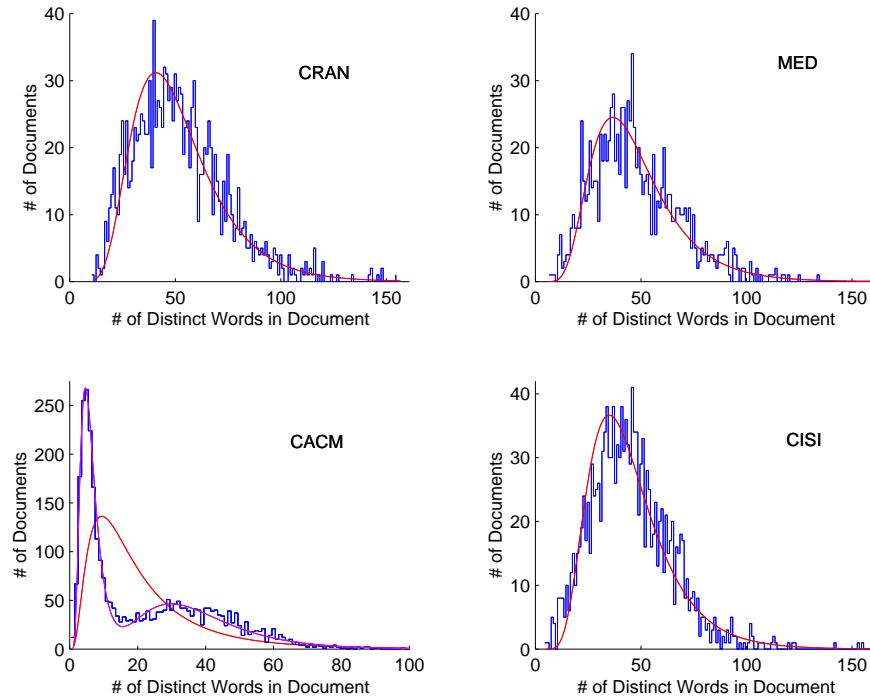 CRAN
# of Documents
40
30
20
10
0
0 50 100 150
# of Distinct Words in Document
MED
# of Documents
40
30
20
10
0
0 50 100 150
# of Distinct Words in Document
CACM
# of Documents
250
200
150
100
50
0
0 20 40 60 80 100
# of Distinct Words in Document
CISI
# of Documents
40
30
20
10
0
0 50 100 150
# of Distinct Words in Document